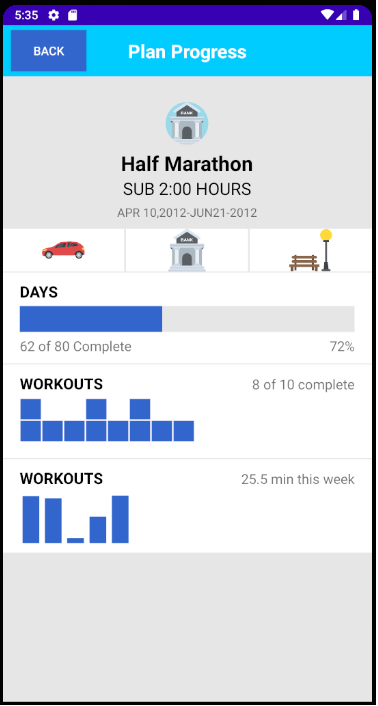 5:35
BACK
Plan Progress
BANK
Half Marathon
SUB 2:00 HOURS
APR 10,2012-JUN21-2012
BANK
DAYS
62 of 80 Complete
72%
WORKOUTS
8 of 10 complete
WORKOUTS
25.5 min this week